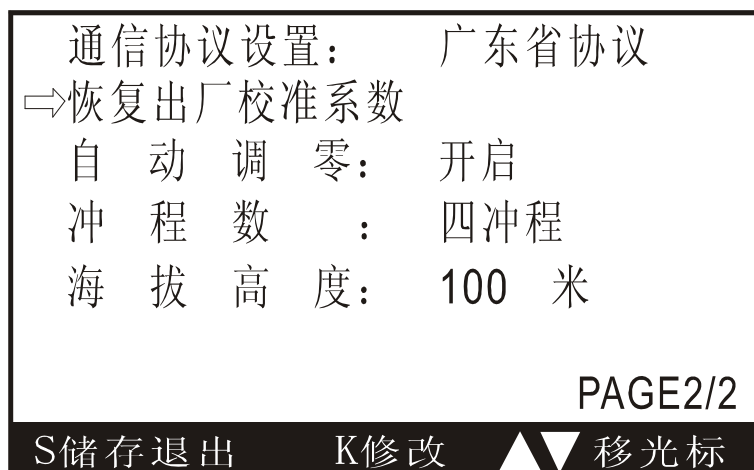 通信协议设置： 广东省协议
⇨恢复出厂校准系数
自动调零： 开启
冲程数： 四冲程
海拔高度： 100 米
PAGE2/2
S储存退出 K修改 ▲▼移光标